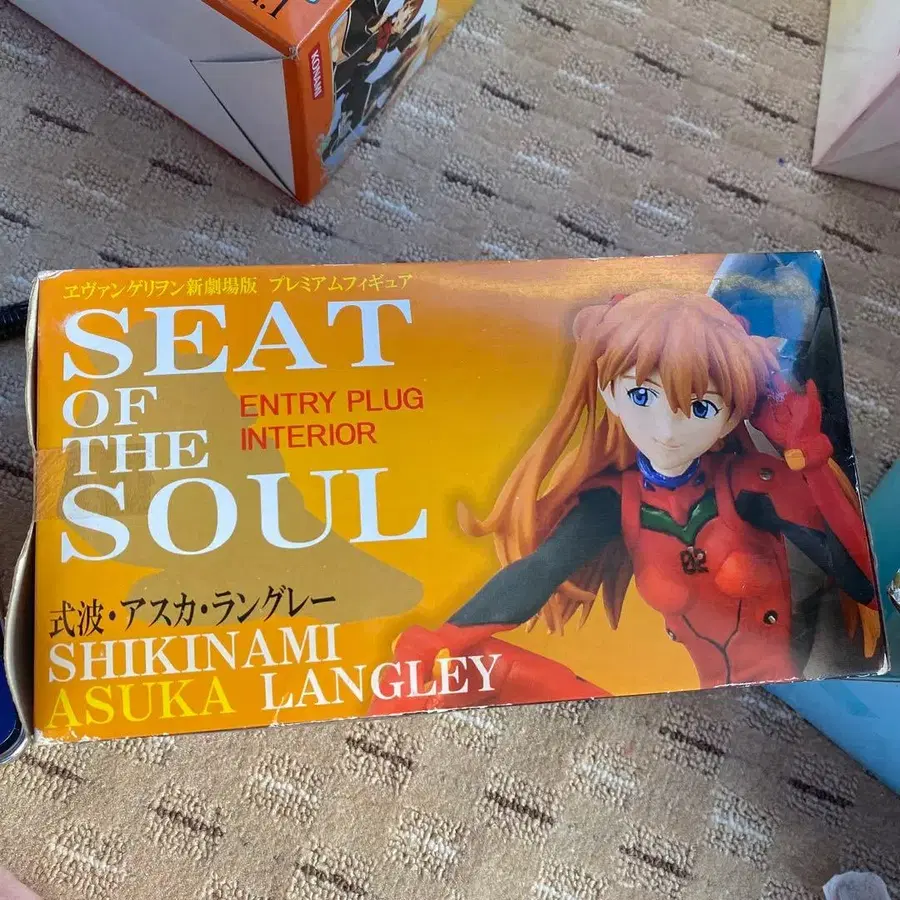 KONAMI
ヱヴァンゲリヲン新劇場版 プレミアムフィギュア
SEAT
OF
THE
SOUL
ENTRY PLUG
INTERIOR
式波・アスカ・ラングレー
SHIKINAMI
ASUKA LANGLEY
02